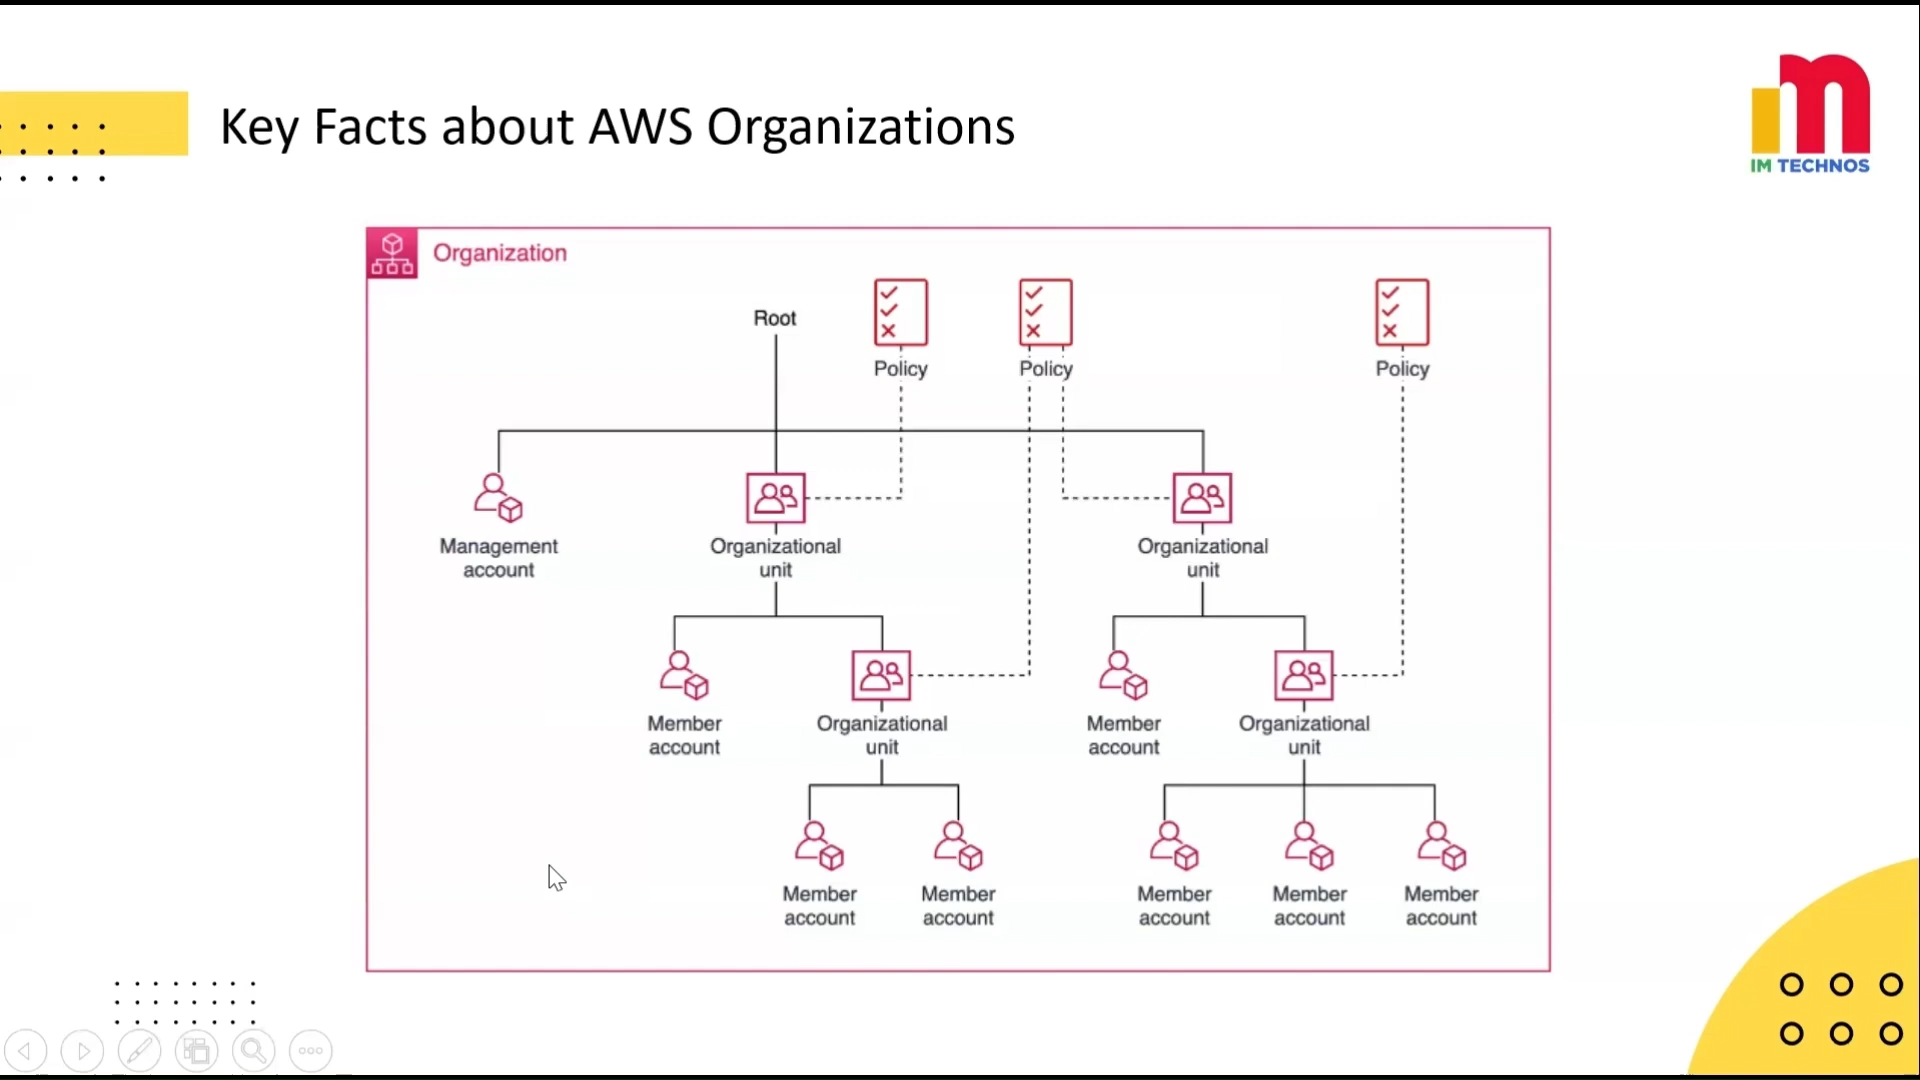 Key Facts about AWS Organizations
IM TECHNOS
Organization
Root
Policy
Policy
Policy
Management
account
Organizational
unit
Organizational
unit
Member
account
Organizational
unit
Member
account
Organizational
unit
Member
account
Member
account
Member
account
Member
account
Member
account